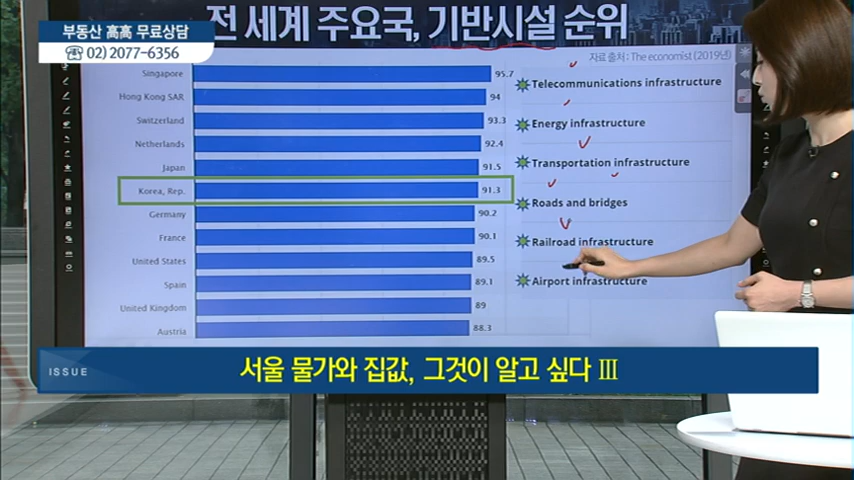 부동산 高高 무료상담
☎ 02) 2077-6356
전 세계 주요국, 기반시설 순위
자료 출처 : The economist (2019년)
Singapore 95.7
Hong Kong SAR 94
Switzerland 93.3
Netherlands 92.4
Japan 91.5
Korea, Rep. 91.3
Germany 90.2
France 90.1
United States 89.5
Spain 89.1
United Kingdom 89
Austria 88.3
Telecommunications infrastructure
Energy infrastructure
Transportation infrastructure
Roads and bridges
Railroad infrastructure
Airport infrastructure
ISSUE
서울 물가와 집값, 그것이 알고 싶다 Ⅲ